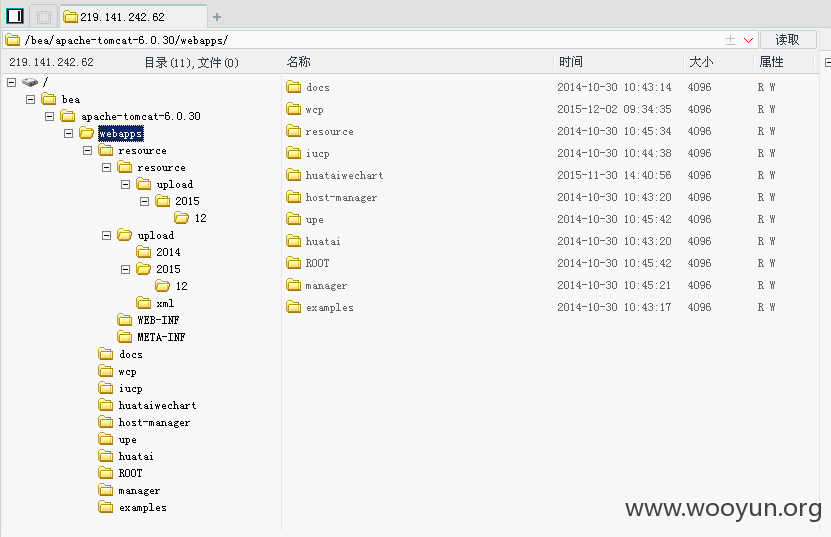 219.141.242.62
/bea/apache-tomcat-6.0.30/webapps/ 读取
219.141.242.62 目录(11),文件(0)
/
bea
apache-tomcat-6.0.30
webapps
resource
resource
upload
2015
12
upload
2014
2015
12
xml
WEB-INF
META-INF
docs
wcp
iucp
huataiwechart
host-manager
upe
huatai
ROOT
manager
examples
名称 时间 大小 属性
docs 2014-10-30 10:43:14 4096 R W
wcp 2015-12-02 09:34:35 4096 R W
resource 2014-10-30 10:45:34 4096 R W
iucp 2014-10-30 10:44:38 4096 R W
huataiwechart 2015-11-30 14:40:56 4096 R W
host-manager 2014-10-30 10:43:20 4096 R W
upe 2014-10-30 10:45:42 4096 R W
huatai 2014-10-30 10:43:20 4096 R W
ROOT 2014-10-30 10:45:42 4096 R W
manager 2014-10-30 10:45:21 4096 R W
examples 2014-10-30 10:43:17 4096 R W
www.wooyun.org